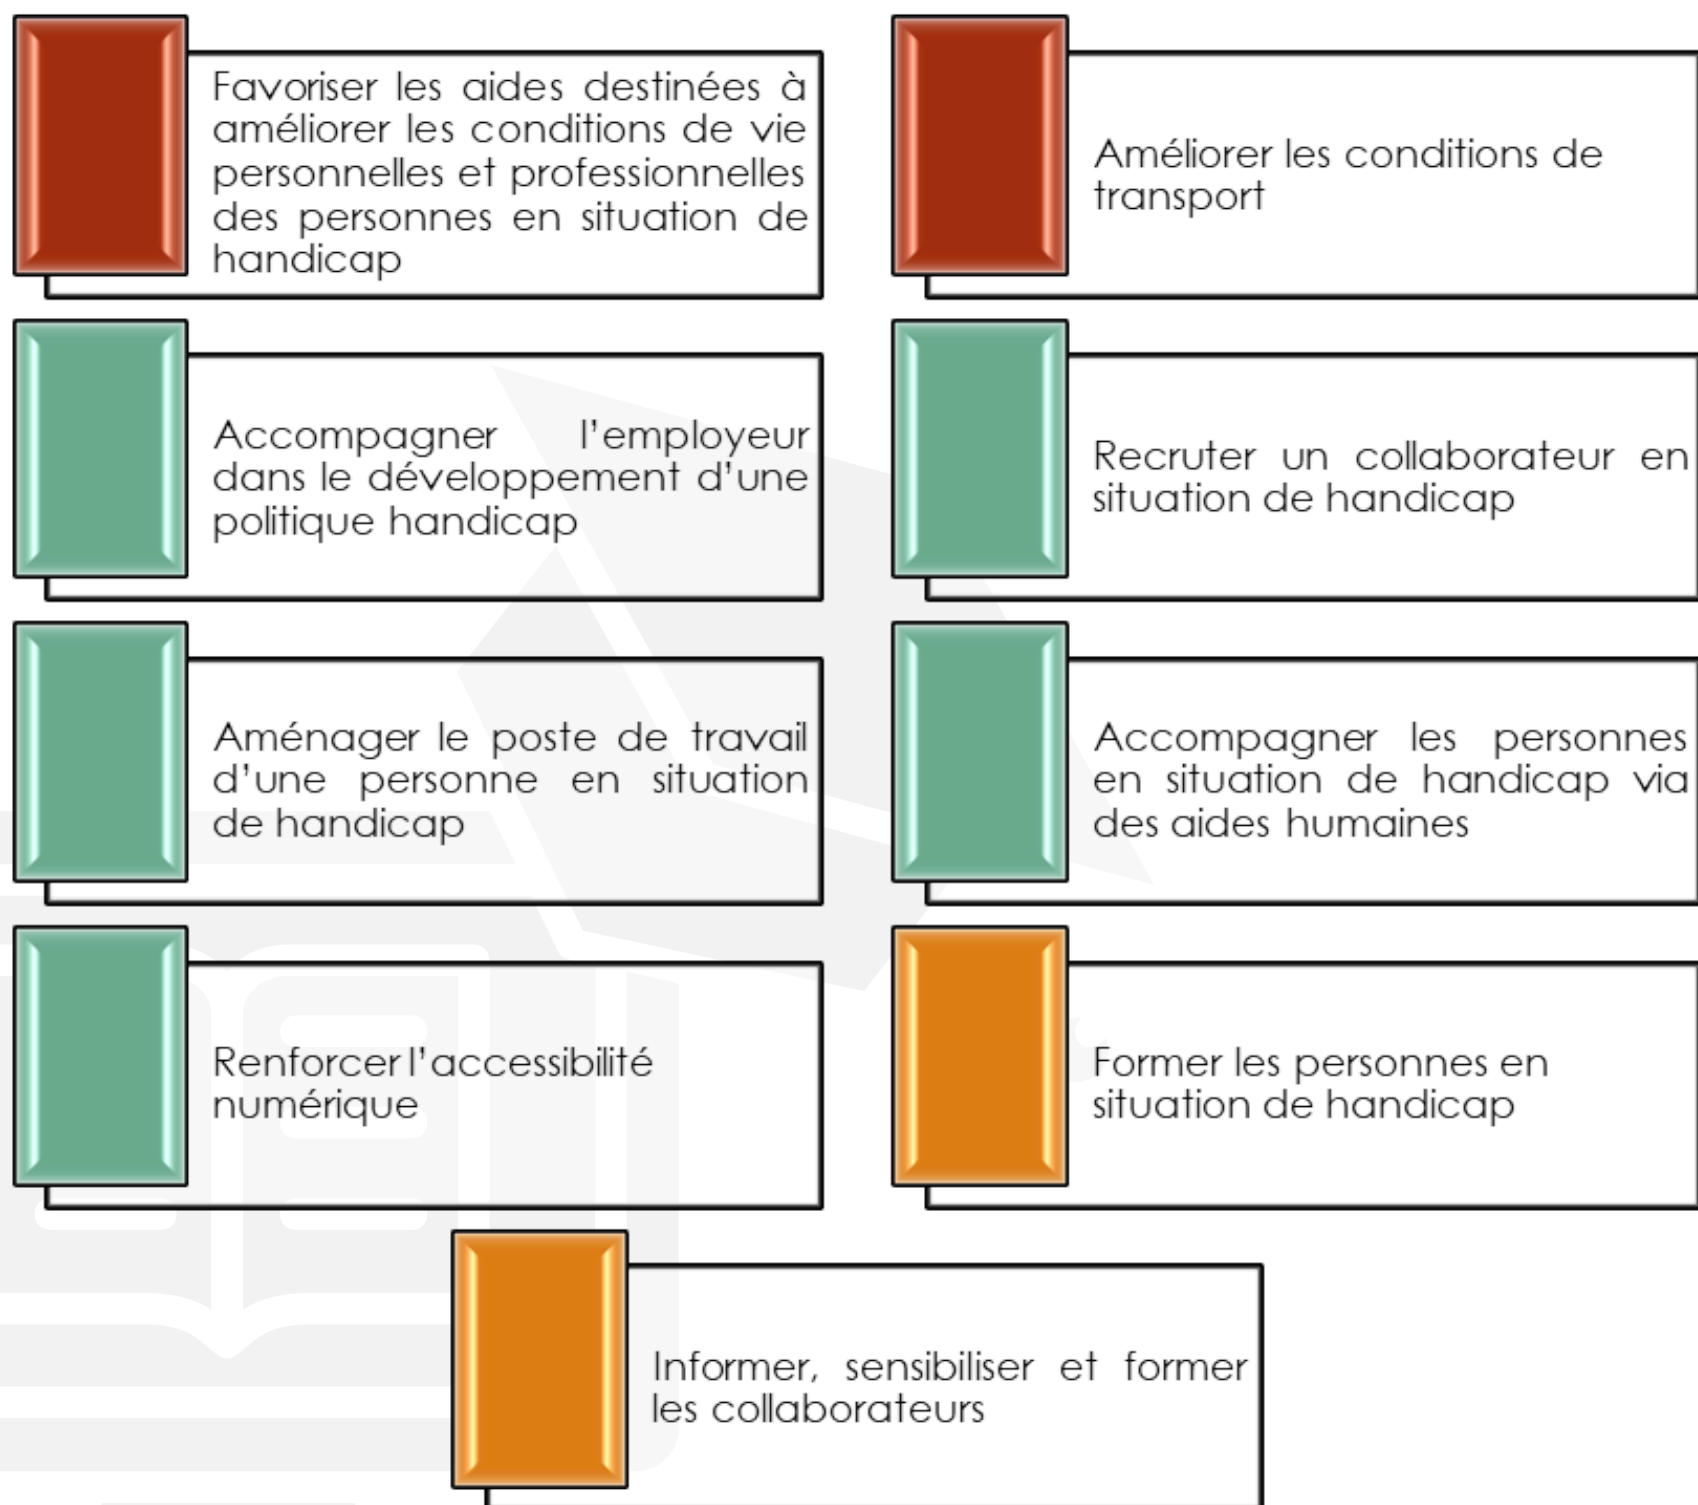 Favoriser les aides destinées à
améliorer les conditions de vie
personnelles et professionnelles
des personnes en situation de
handicap
Améliorer les conditions de
transport
Accompagner l'employeur
dans le développement d'une
politique handicap
Recruter un collaborateur en
situation de handicap
Aménager le poste de travail
d'une personne en situation
de handicap
Accompagner les personnes
en situation de handicap via
des aides humaines
Renforcer l'accessibilité
numérique
Former les personnes en
situation de handicap
Informer, sensibiliser et former
les collaborateurs